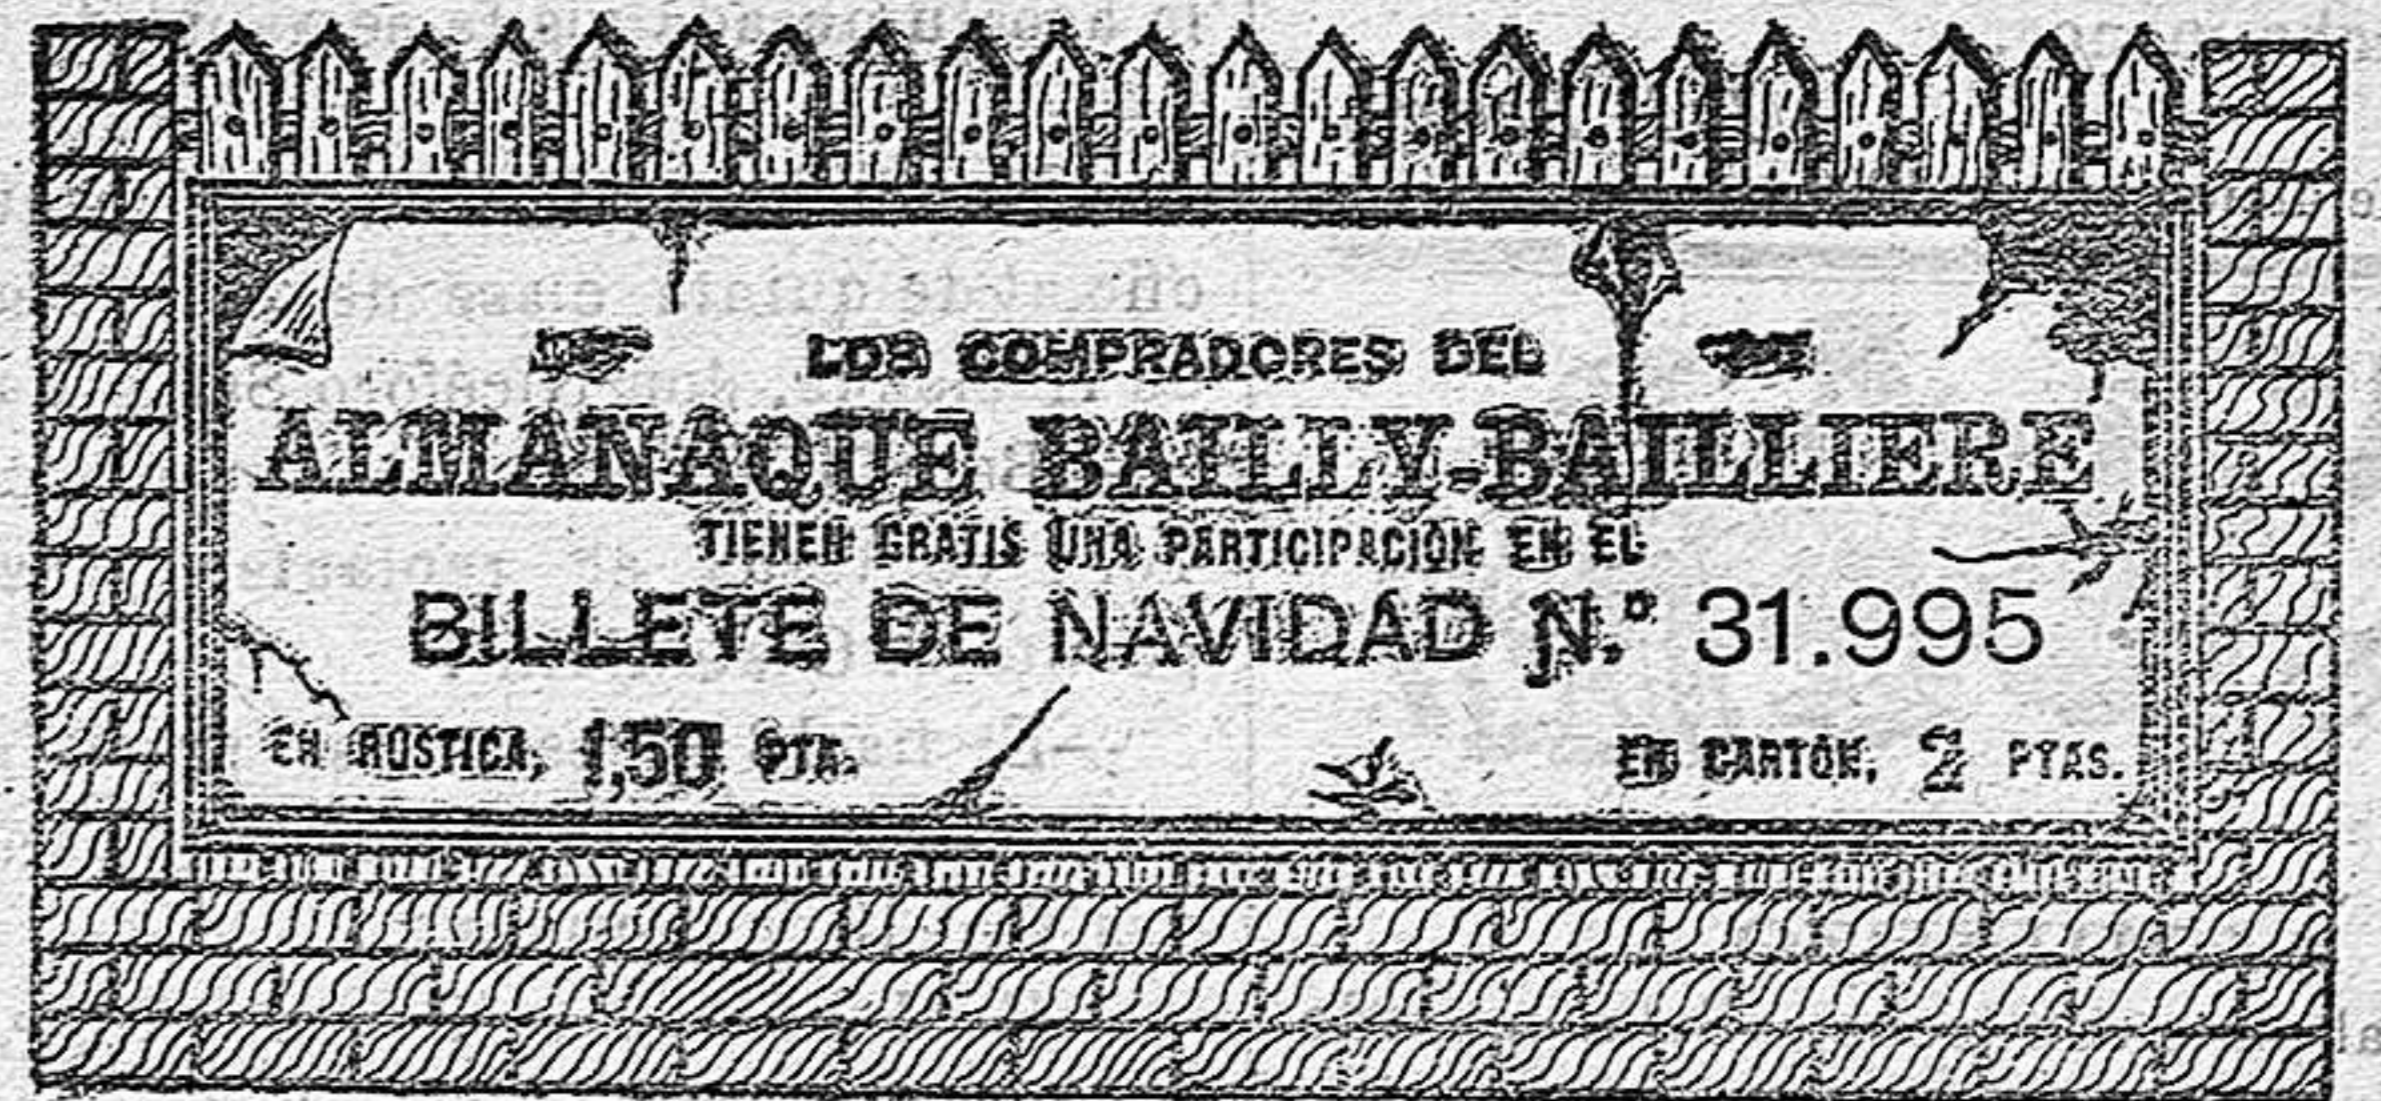 LOS COMPRADORES DEL
ALMANAQUE BAILLY-BAILLIERE
TIENEN GRATIS UNA PARTICIPACIÓN EN EL
BILLETE DE NAVIDAD N.º 31.995
EN RÚSTICA, 1,50 PTA.
EN CARTÓN, 2 PTAS.